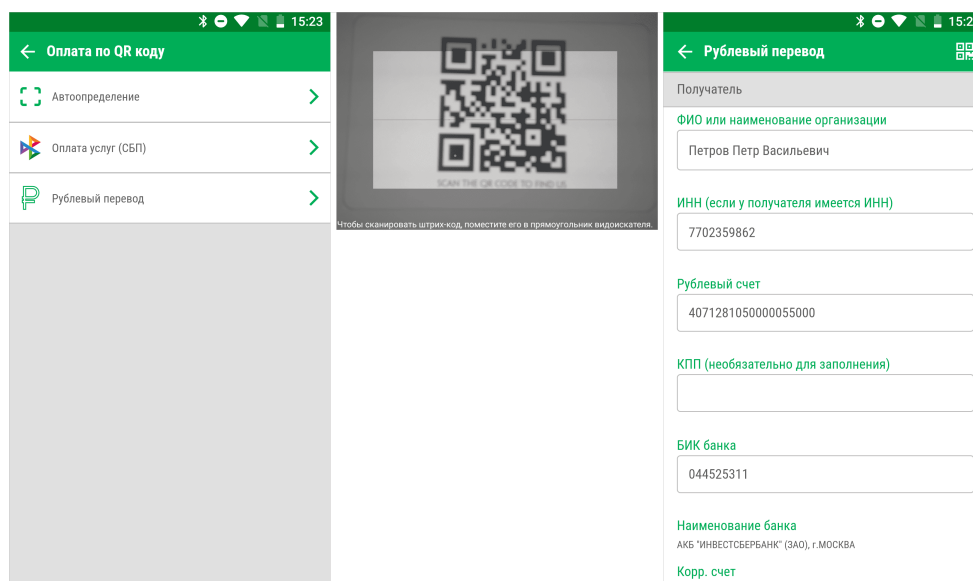 15:23
Оплата по QR коду
Автоопределение
Оплата услуг (СБП)
Рублевый перевод
SCAN THE QR CODE TO FIND US
Чтобы сканировать штрих-код, поместите его в прямоугольник видоискателя.
15:2
Рублевый перевод
Получатель
ФИО или наименование организации
Петров Петр Васильевич
ИНН (если у получателя имеется ИНН)
7702359862
Рублевый счет
4071281050000055000
КПП (необязательно для заполнения)
БИК банка
044525311
Наименование банка
АКБ "ИНВЕСТСБЕРБАНК" (ЗАО), г.МОСКВА
Корр. счет